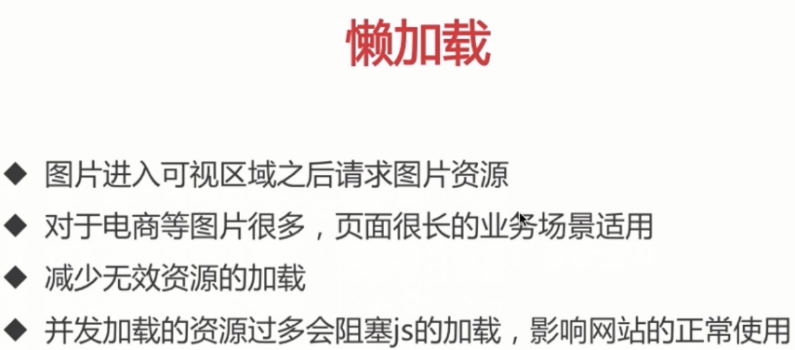 懒加载
◆ 图片进入可视区域之后请求图片资源
◆ 对于电商等图片很多，页面很长的业务场景适用
◆ 减少无效资源的加载
◆ 并发加载的资源过多会阻塞js的加载，影响网站的正常使用